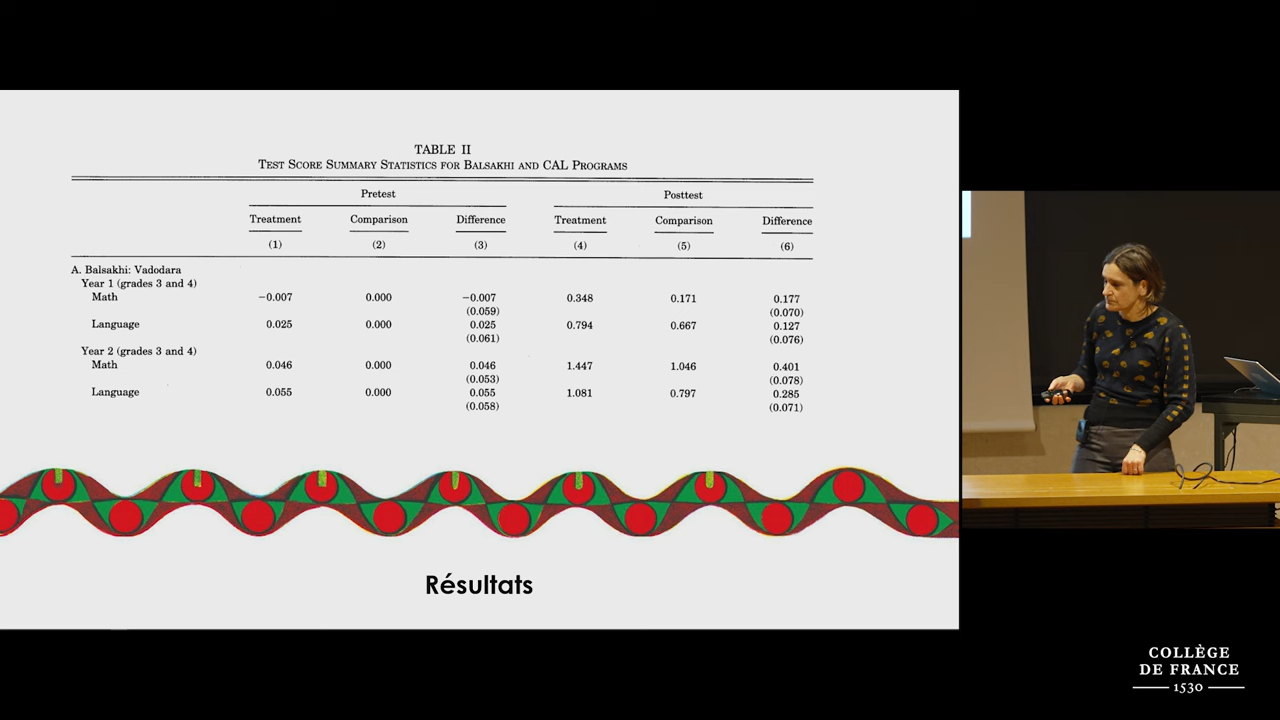 TABLE II
TEST SCORE SUMMARY STATISTICS FOR BALSAKHI AND CAL PROGRAMS
Pretest Posttest
Treatment Comparison Difference Treatment Comparison Difference
(1) (2) (3) (4) (5) (6)
A. Balsakhi: Vadodara
Year 1 (grades 3 and 4)
Math −0.007 0.000 −0.007 0.348 0.171 0.177
(0.059) (0.070)
Language 0.025 0.000 0.025 0.794 0.667 0.127
(0.061) (0.076)
Year 2 (grades 3 and 4)
Math 0.046 0.000 0.046 1.447 1.046 0.401
(0.053) (0.078)
Language 0.055 0.000 0.055 1.081 0.797 0.285
(0.058) (0.071)
Résultats
COLLÈGE
DE FRANCE
1530